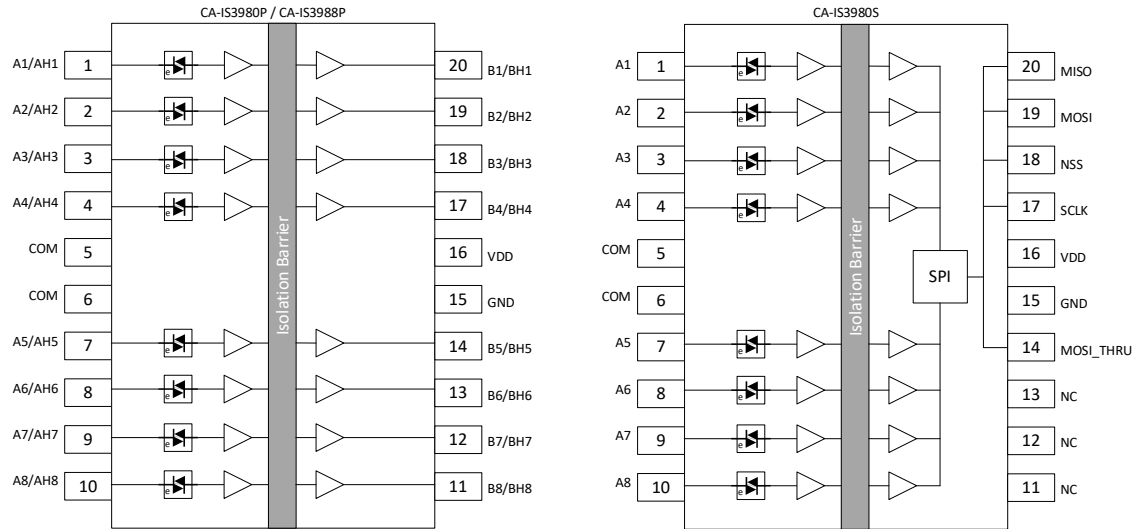 CA-IS3980P / CA-IS3988P
A1/AH1 1 20 B1/BH1
e
A2/AH2 2 19 B2/BH2
e
A3/AH3 3 18 B3/BH3
e
A4/AH4 4 17 B4/BH4
e
COM 5 16 VDD
COM 6 15 GND
Isolation Barrier
A5/AH5 7 14 B5/BH5
e
A6/AH6 8 13 B6/BH6
e
A7/AH7 9 12 B7/BH7
e
A8/AH8 10 11 B8/BH8
e
CA-IS3980S
A1 1 20 MISO
e
A2 2 19 MOSI
e
A3 3 18 NSS
e
A4 4 17 SCLK
e
COM 5 16 VDD
SPI
COM 6 15 GND
Isolation Barrier
A5 7 14 MOSI_THRU
e
A6 8 13 NC
e
A7 9 12 NC
e
A8 10 11 NC
e